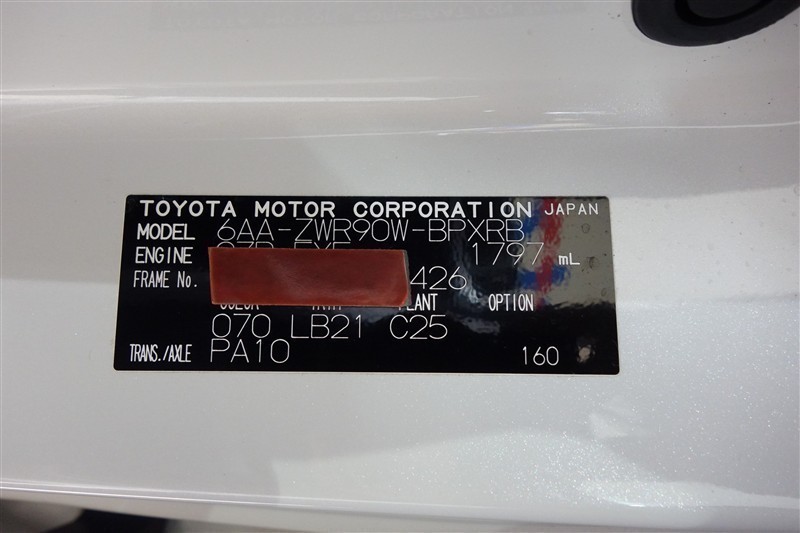 TOYOTA MOTOR CORPORATION JAPAN
MODEL 6AA-ZWR90W-BPXRB
ENGINE 1797 mL
FRAME No. 426
PLANT OPTION
070 LB21 C25
TRANS./AXLE PA10 160